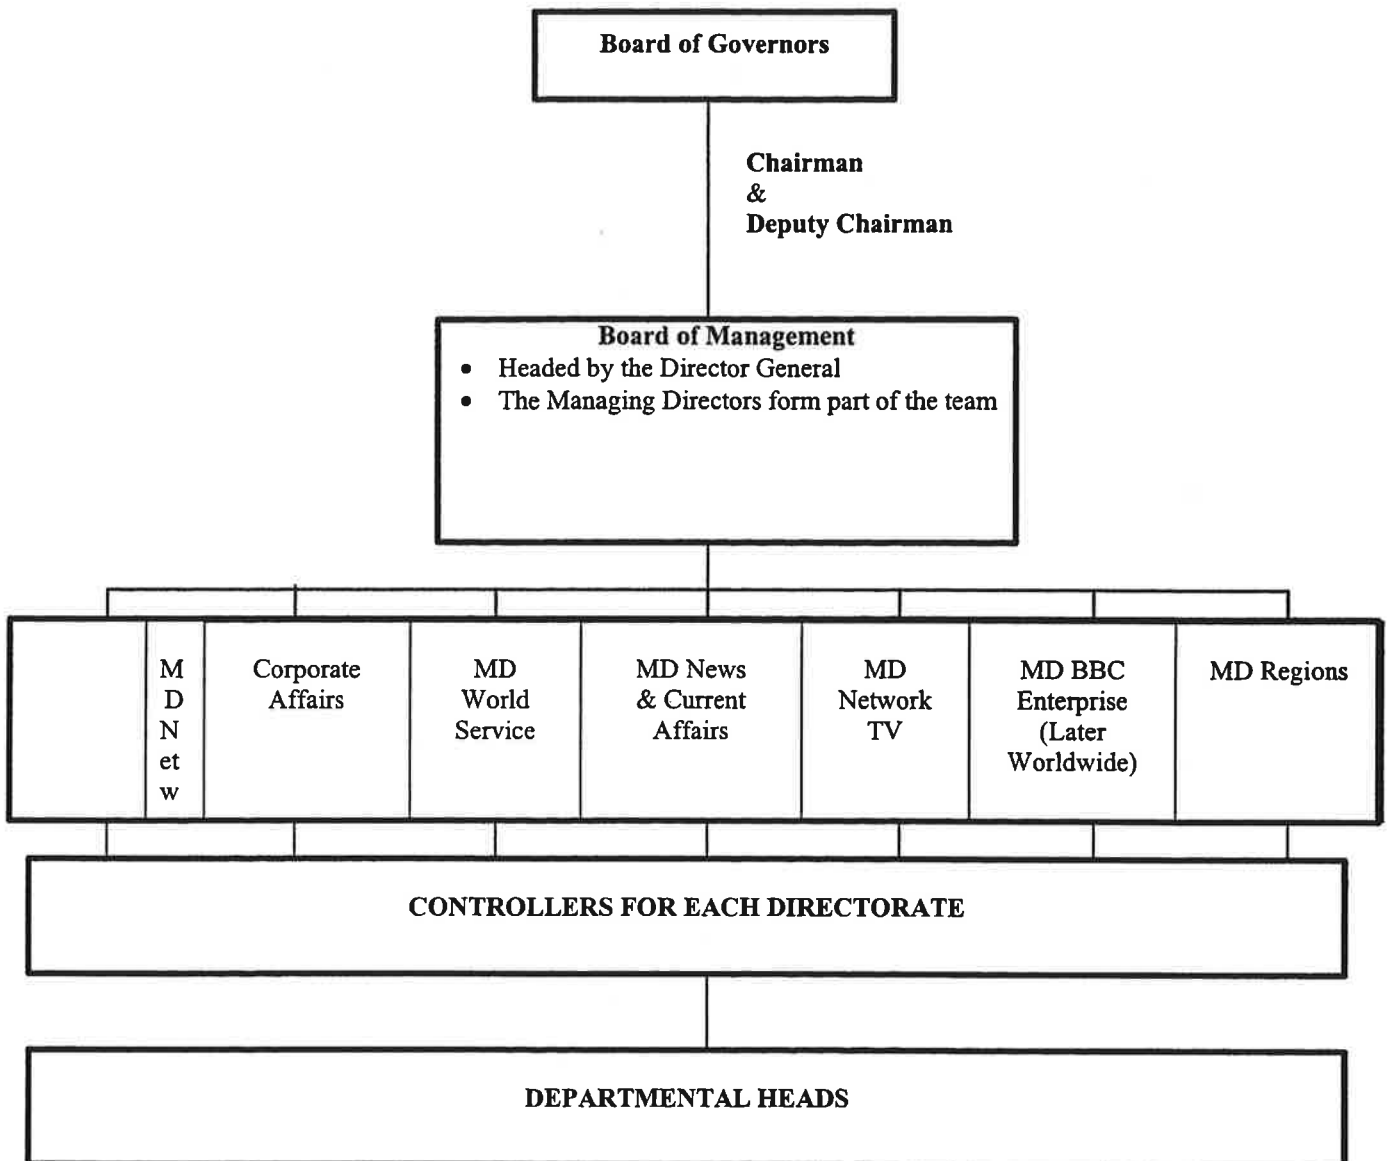 Board of Governors
Chairman
&
Deputy Chairman
Board of Management
• Headed by the Director General
• The Managing Directors form part of the team
M
D
N
et
w
Corporate
Affairs
MD
World
Service
MD News
& Current
Affairs
MD
Network
TV
MD BBC
Enterprise
(Later
Worldwide)
MD Regions
CONTROLLERS FOR EACH DIRECTORATE
DEPARTMENTAL HEADS